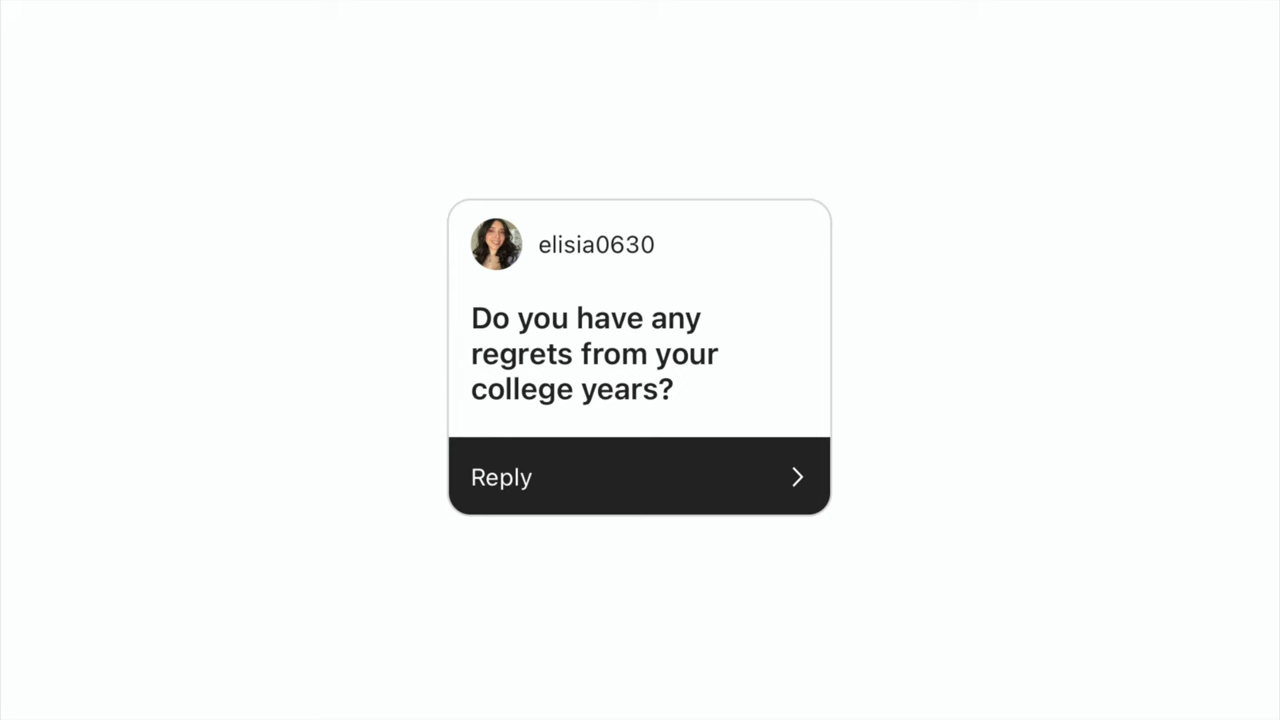 elisia0630
Do you have any
regrets from your
college years?
Reply